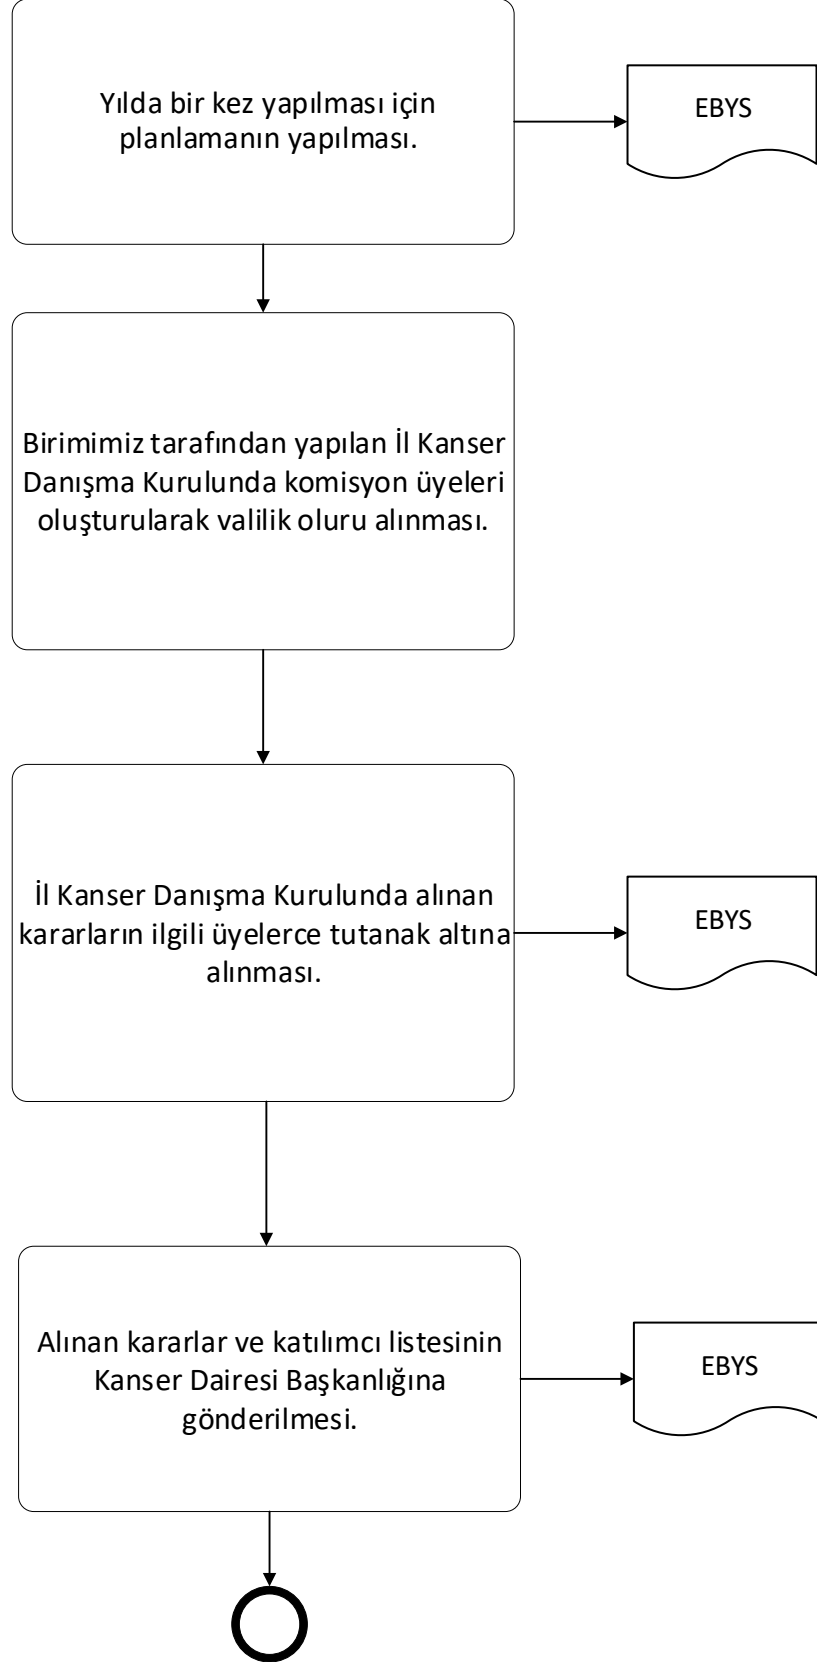 Yılda bir kez yapılması için
planlamanın yapılması.
EBYS
Birimimiz tarafından yapılan İl Kanser
Danışma Kurulunda komisyon üyeleri
oluşturularak valilik oluru alınması.
İl Kanser Danışma Kurulunda alınan
kararların ilgili üyelerce tutanak altına
alınması.
EBYS
Alınan kararlar ve katılımcı listesinin
Kanser Dairesi Başkanlığına
gönderilmesi.
EBYS